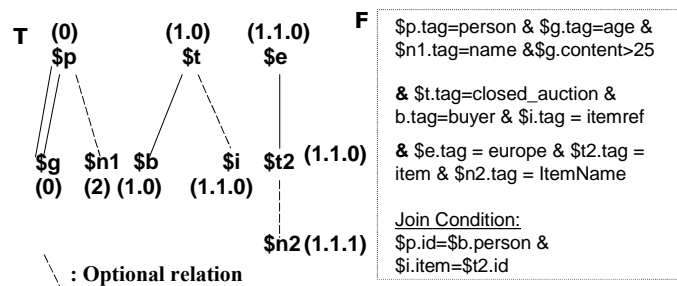 T (0) (1.0) (1.1.0)
$p $t $e
$g $n1 $b $i $t2 (1.1.0)
(0) (2) (1.0) (1.1.0)
$n2 (1.1.1)
: Optional relation
F
$p.tag=person & $g.tag=age &
$n1.tag=name &$g.content>25
& $t.tag=closed_auction &
b.tag=buyer & $i.tag = itemref
& $e.tag = europe & $t2.tag =
item & $n2.tag = ItemName
Join Condition:
$p.id=$b.person &
$i.item=$t2.id